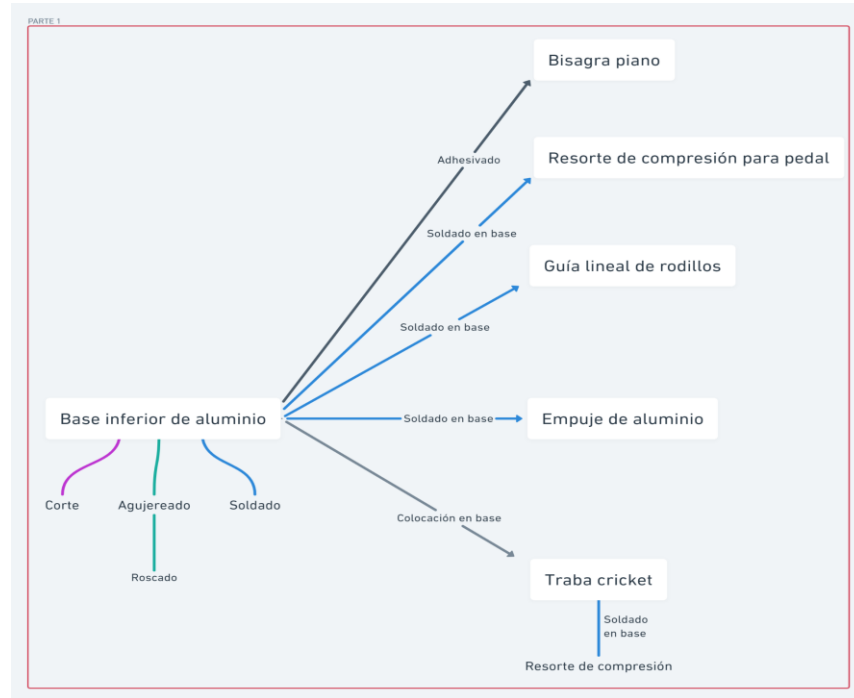 PARTE 1
Bisagra piano
Adhesivado
Resorte de compresión para pedal
Soldado en base
Guía lineal de rodillos
Soldado en base
Base inferior de aluminio
Soldado en base
Empuje de aluminio
Corte
Agujereado
Soldado
Colocación en base
Roscado
Traba cricket
Soldado
en base
Resorte de compresión